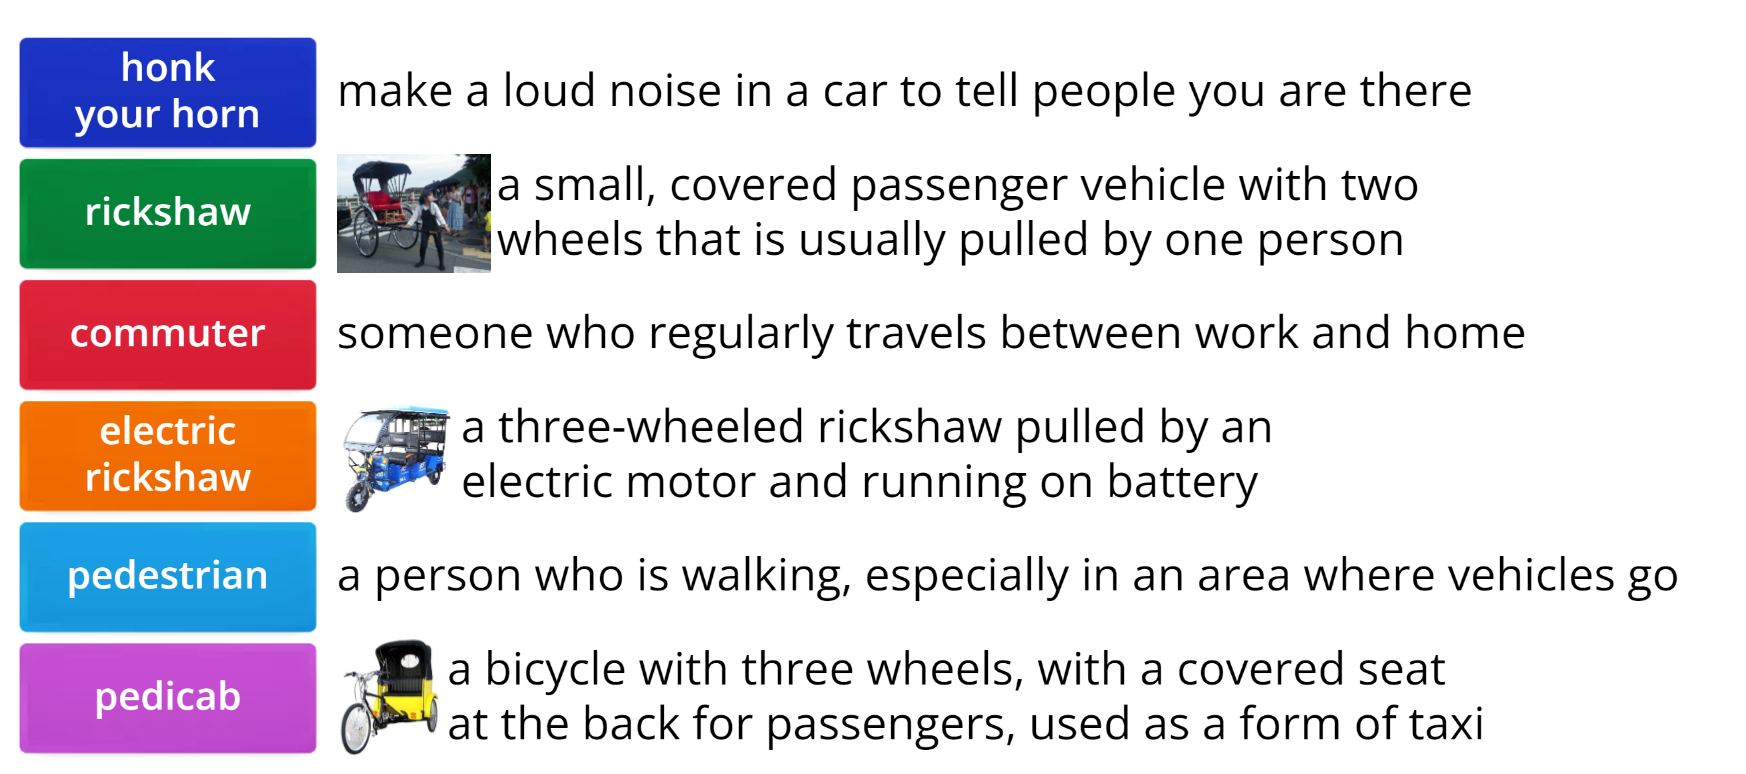 honk
your horn
make a loud noise in a car to tell people you are there
rickshaw
a small, covered passenger vehicle with two
wheels that is usually pulled by one person
commuter
someone who regularly travels between work and home
electric
rickshaw
a three-wheeled rickshaw pulled by an
electric motor and running on battery
pedestrian
a person who is walking, especially in an area where vehicles go
pedicab
a bicycle with three wheels, with a covered seat
at the back for passengers, used as a form of taxi